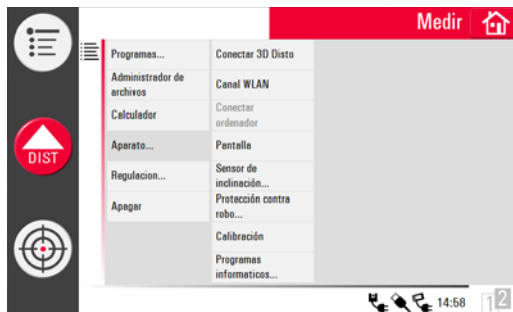 Medir
Programas...
Administrador de
archivos
Calculador
Aparato...
Regulacion...
Apagar
Conectar 3D Disto
Canal WLAN
Conectar
ordenador
Pantalla
Sensor de
inclinación...
Protección contra
robo...
Calibración
Programas
informaticos...
DIST
14:58
1 2